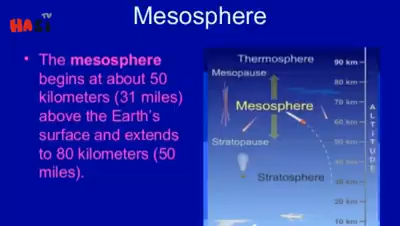 Mesosphere
HA
TV
• The mesosphere
begins at about 50
kilometers (31 miles)
above the Earth's
surface and extends
to 80 kilometers (50
miles).
Thermosphere
Mesopause
Mesosphere
Stratopause
Stratosphere
90 km
80 km
70 km
60 km
50 km
40 km
30 km
20 km
10 km
ALTITUDE